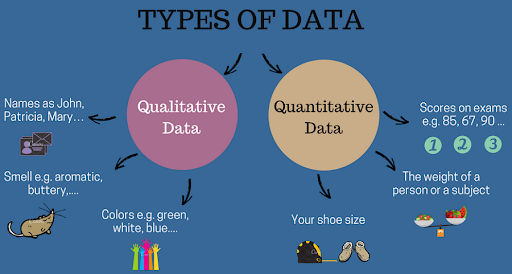 TYPES OF DATA
Qualitative
Data
Names as John,
Patricia, Mary...
Smell e.g. aromatic,
buttery,....
Colors e.g. green,
white, blue....
Quantitative
Data
Scores on exams
e.g. 85, 67, 90 ...
1 2 3
The weight of a
person or a subject
Your shoe size